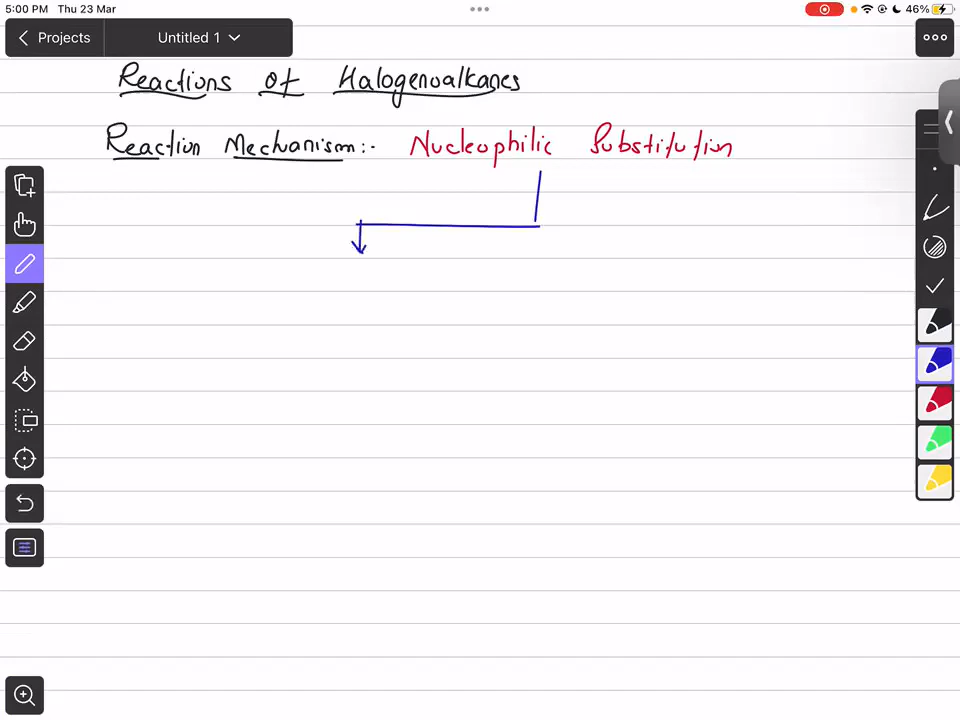 5:00 PM Thu 23 Mar 46%
Projects Untitled 1
Reactions of Halogenoalkanes
Reaction Mechanism:- Nucleophilic Substitution